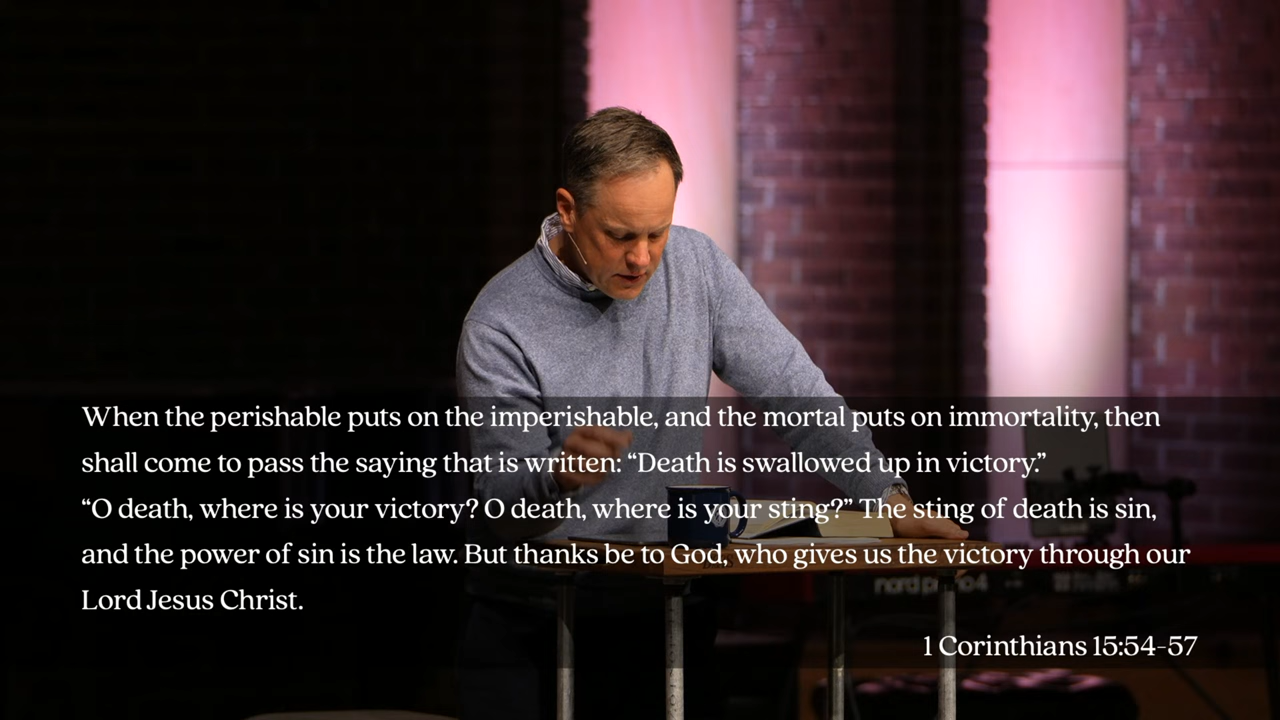 When the perishable puts on the imperishable, and the mortal puts on immortality, then
shall come to pass the saying that is written: “Death is swallowed up in victory.”
“O death, where is your victory? O death, where is your sting?” The sting of death is sin,
and the power of sin is the law. But thanks be to God, who gives us the victory through our
Lord Jesus Christ.
1 Corinthians 15:54-57